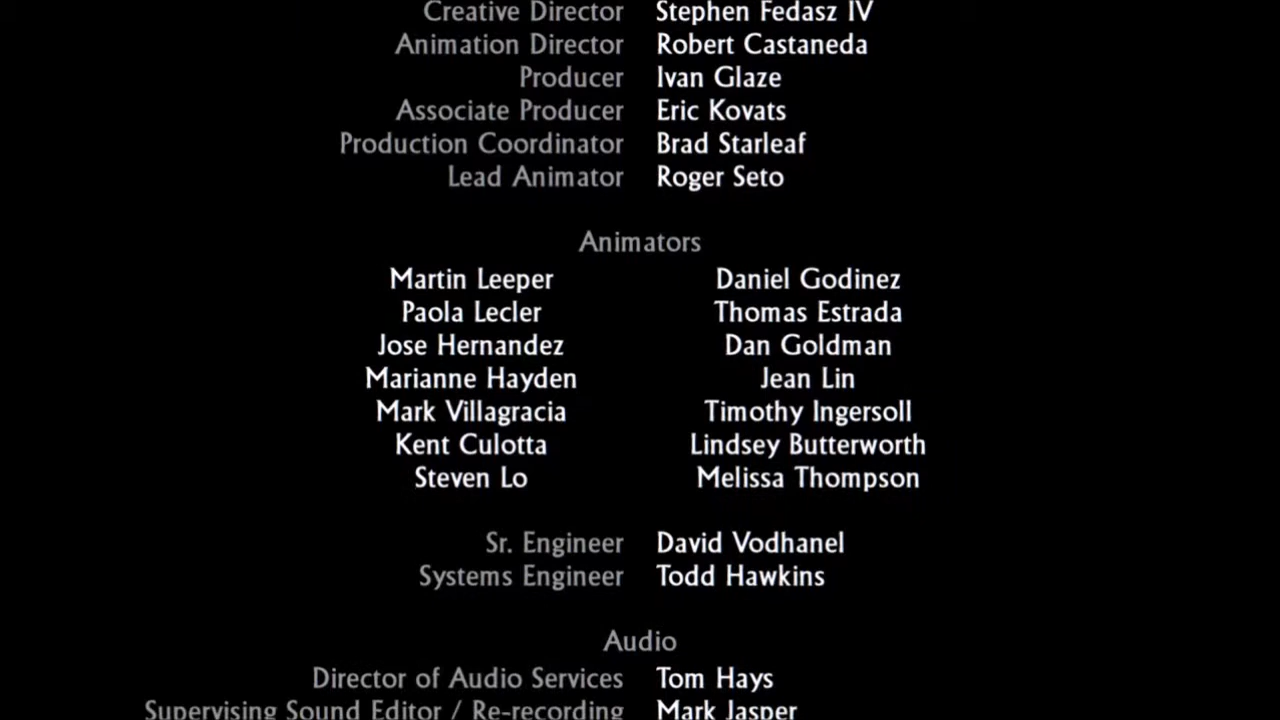 Creative Director Stephen Fedasz IV
Animation Director Robert Castaneda
Producer Ivan Glaze
Associate Producer Eric Kovats
Production Coordinator Brad Starleaf
Lead Animator Roger Seto
Animators
Martin Leeper Daniel Godinez
Paola Lecler Thomas Estrada
Jose Hernandez Dan Goldman
Marianne Hayden Jean Lin
Mark Villagracia Timothy Ingersoll
Kent Culotta Lindsey Butterworth
Steven Lo Melissa Thompson
Sr. Engineer David Vodhanel
Systems Engineer Todd Hawkins
Audio
Director of Audio Services Tom Hays
Supervising Sound Editor / Re-recording Mark Jasper